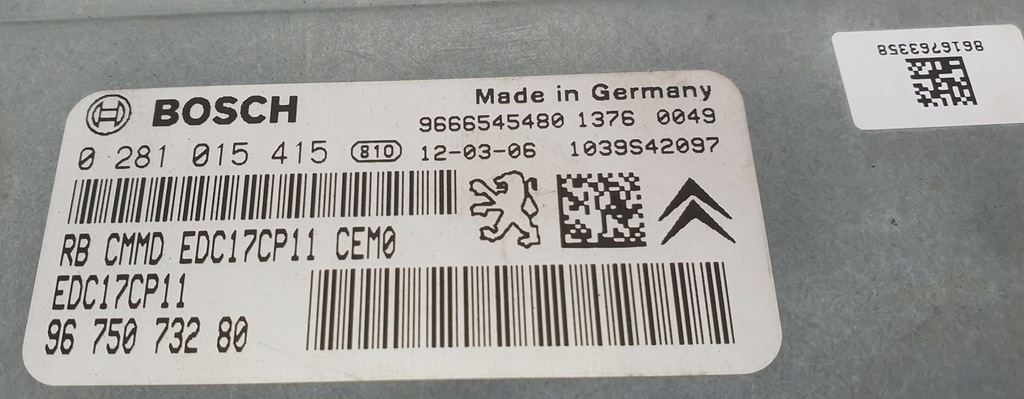 BOSCH
Made in Germany
9666545480 1376 0049
0 281 015 415 810 12-03-06 1039S42097
RB CMMD EDC17CP11 CEM0
EDC17CP11
96 750 732 80
8616763358